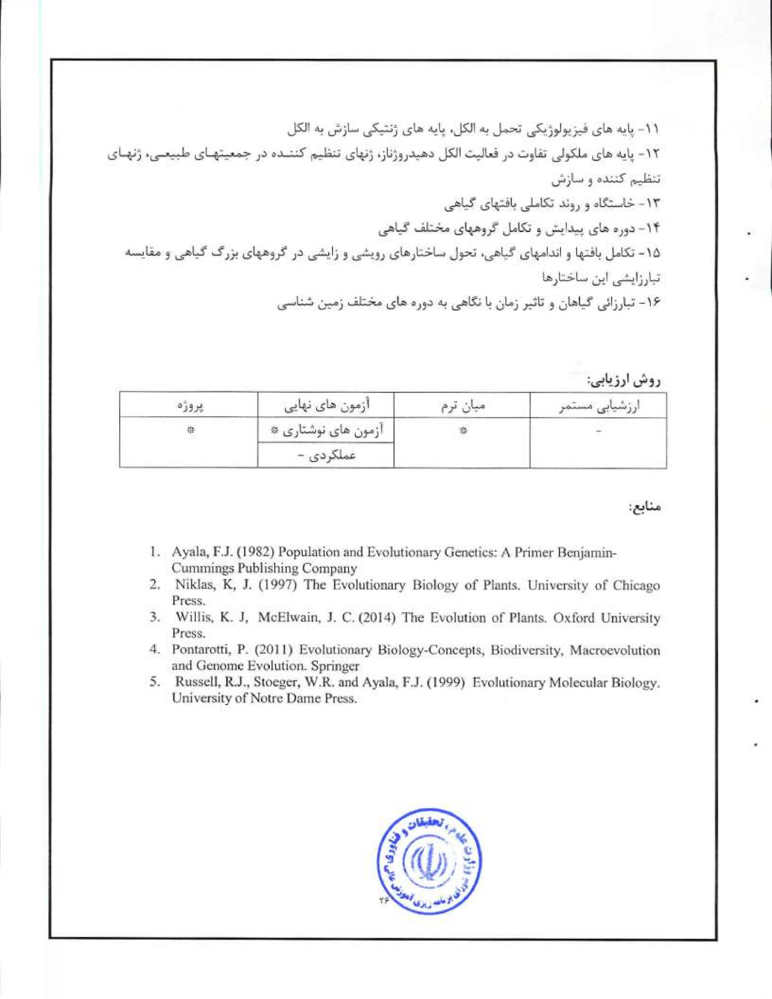 ۱۱- پایه های فیزیولوژیکی تحمل به الکل، پایه های ژنتیکی سازش به الکل
۱۲- پایه های ملکولی تفاوت در فعالیت الکل دهیدروژناز، ژنهای تنظیم کننده در جمعیتهای طبیعی، ژنهای
تنظیم کننده و سازش
۱۳- خاستگاه و روند تکاملی بافتهای گیاهی
۱۴- دوره های پیدایش و تکامل گروههای مختلف گیاهی
۱۵- تکامل بافتها و اندامهای گیاهی، تحول ساختارهای رویشی و زایشی در گروههای بزرگ گیاهی و مقایسه
تبارزایشی این ساختارها
۱۶- تبارزائی گیاهان و تاثیر زمان با نگاهی به دوره های مختلف زمین شناسی
روش ارزیابی:
ارزشیابی مستمر میان ترم آزمون های نهایی پروژه
- * آزمون های نوشتاری * *
عملکردی -
منابع:
1. Ayala, F.J. (1982) Population and Evolutionary Genetics: A Primer Benjamin-
Cummings Publishing Company
2. Niklas, K, J. (1997) The Evolutionary Biology of Plants. University of Chicago
Press.
3. Willis, K. J, McElwain, J. C. (2014) The Evolution of Plants. Oxford University
Press.
4. Pontarotti, P. (2011) Evolutionary Biology-Concepts, Biodiversity, Macroevolution
and Genome Evolution. Springer
5. Russell, R.J., Stoeger, W.R. and Ayala, F.J. (1999) Evolutionary Molecular Biology.
University of Notre Dame Press.
وزارت علوم، تحقیقات و فناوری
شورای برنامه ریزی آموزش عالی
۲۶